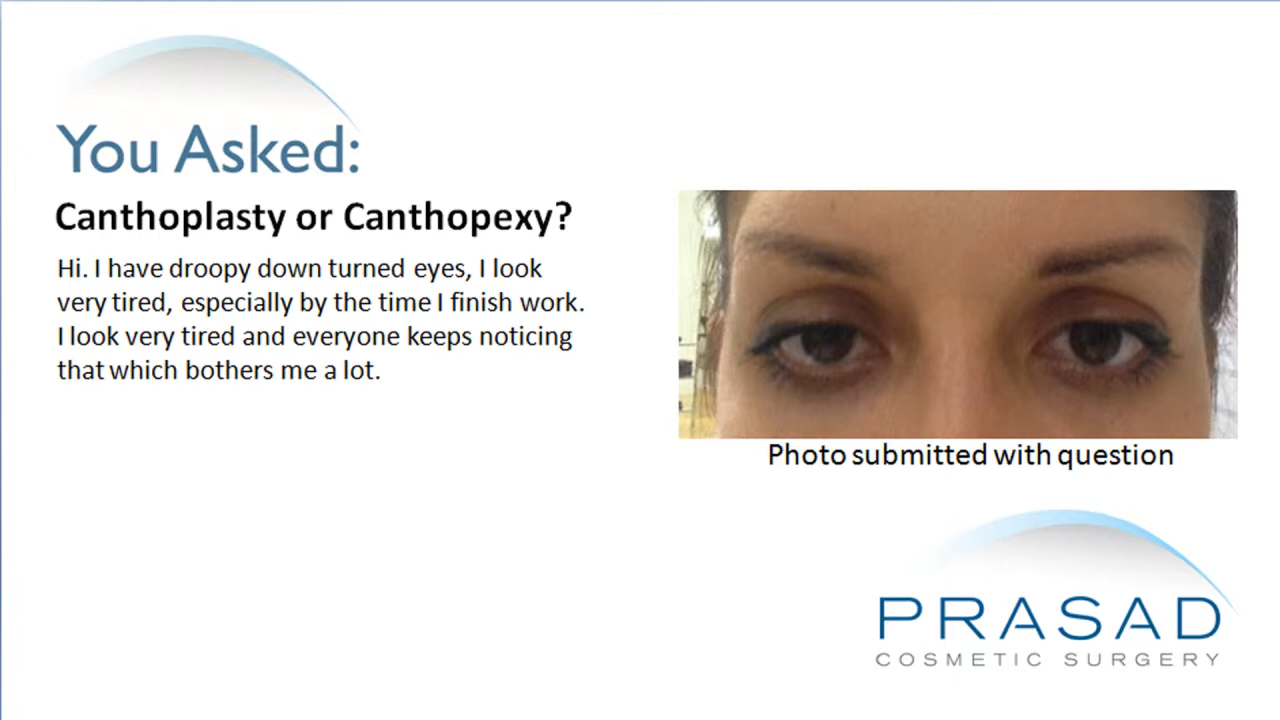 You Asked:
Canthoplasty or Canthopexy?
Hi. I have droopy down turned eyes, I look
very tired, especially by the time I finish work.
I look very tired and everyone keeps noticing
that which bothers me a lot.
Photo submitted with question
PRASAD
COSMETIC SURGERY